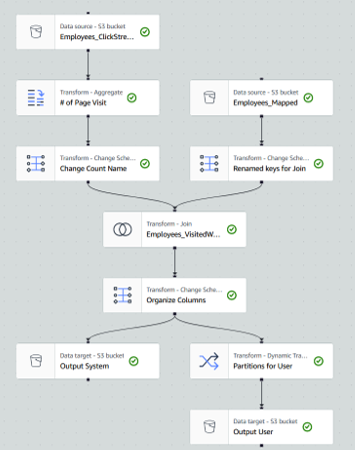 Data source - S3 bucket
Employees_ClickStre...
Transform - Aggregate
# of Page Visit
Data source - S3 bucket
Employees_Mapped
Transform - Change Sche...
Change Count Name
Transform - Change Sche...
Renamed keys for Join
Transform - Join
Employees_VisitedW...
Transform - Change Sche...
Organize Columns
Data target - S3 bucket
Output System
Transform - Dynamic Tra...
Partitions for User
Data target - S3 bucket
Output User